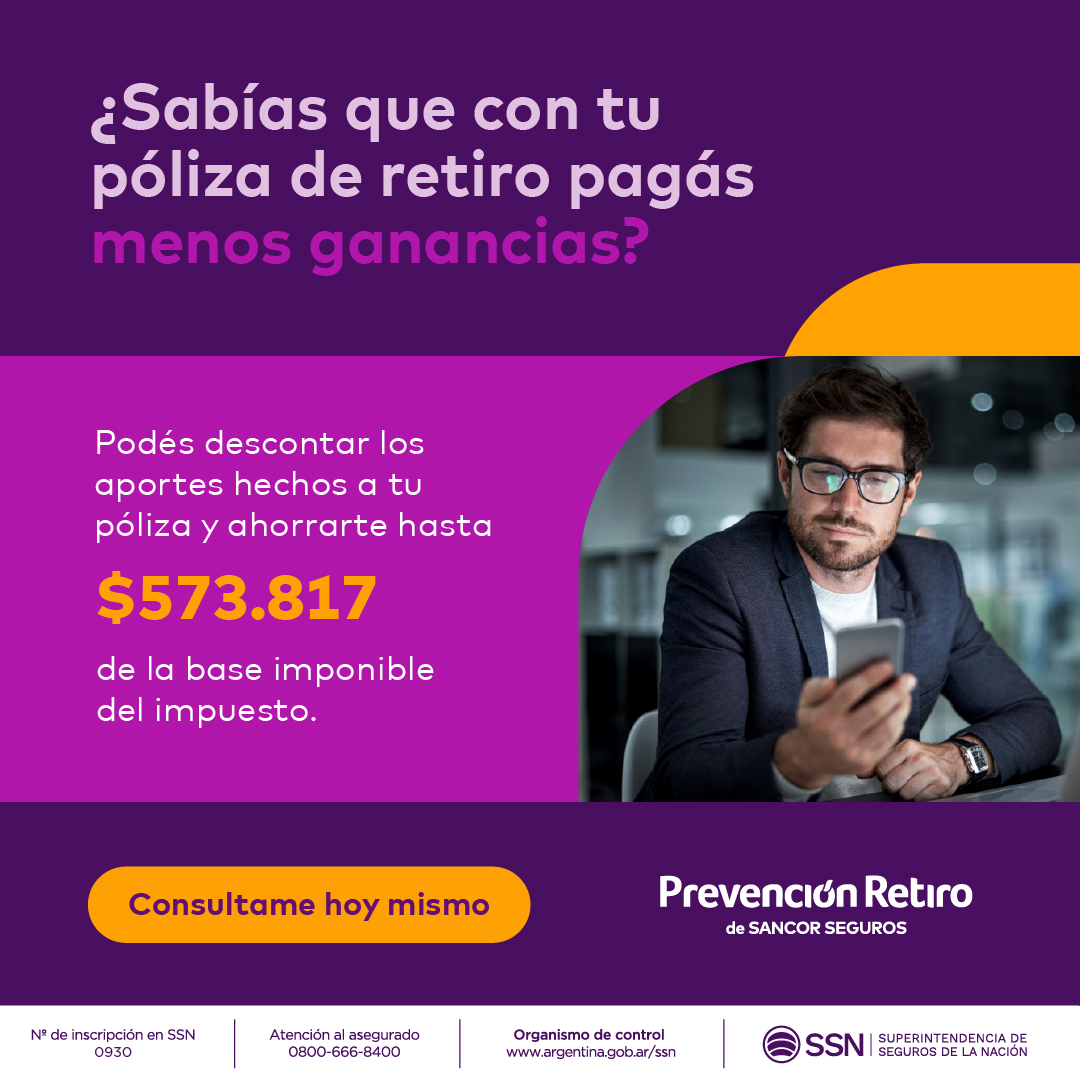 ¿Sabías que con tu
póliza de retiro pagás
menos ganancias?
Podés descontar los
aportes hechos a tu
póliza y ahorrarte hasta
$573.817
de la base imponible
del impuesto.
Consultame hoy mismo
Prevención Retiro
de SANCOR SEGUROS
Nº de inscripción en SSN
0930
Atención al asegurado
0800-666-8400
Organismo de control
www.argentina.gob.ar/ssn
SSN
SUPERINTENDENCIA DE
SEGUROS DE LA NACIÓN